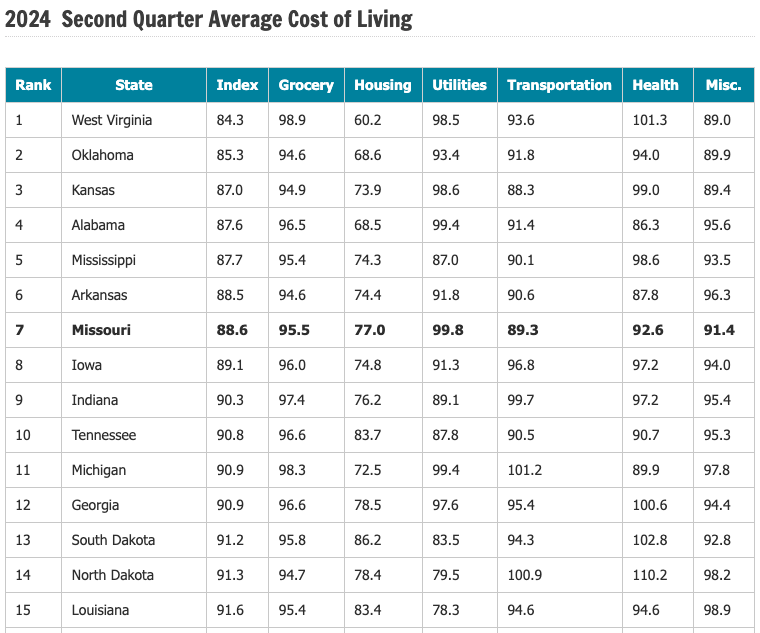 2024 Second Quarter Average Cost of Living
Rank State Index Grocery Housing Utilities Transportation Health Misc.
1 West Virginia 84.3 98.9 60.2 98.5 93.6 101.3 89.0
2 Oklahoma 85.3 94.6 68.6 93.4 91.8 94.0 89.9
3 Kansas 87.0 94.9 73.9 98.6 88.3 99.0 89.4
4 Alabama 87.6 96.5 68.5 99.4 91.4 86.3 95.6
5 Mississippi 87.7 95.4 74.3 87.0 90.1 98.6 93.5
6 Arkansas 88.5 94.6 74.4 91.8 90.6 87.8 96.3
7 Missouri 88.6 95.5 77.0 99.8 89.3 92.6 91.4
8 Iowa 89.1 96.0 74.8 91.3 96.8 97.2 94.0
9 Indiana 90.3 97.4 76.2 89.1 99.7 97.2 95.4
10 Tennessee 90.8 96.6 83.7 87.8 90.5 90.7 95.3
11 Michigan 90.9 98.3 72.5 99.4 101.2 89.9 97.8
12 Georgia 90.9 96.6 78.5 97.6 95.4 100.6 94.4
13 South Dakota 91.2 95.8 86.2 83.5 94.3 102.8 92.8
14 North Dakota 91.3 94.7 78.4 79.5 100.9 110.2 98.2
15 Louisiana 91.6 95.4 83.4 78.3 94.6 94.6 98.9